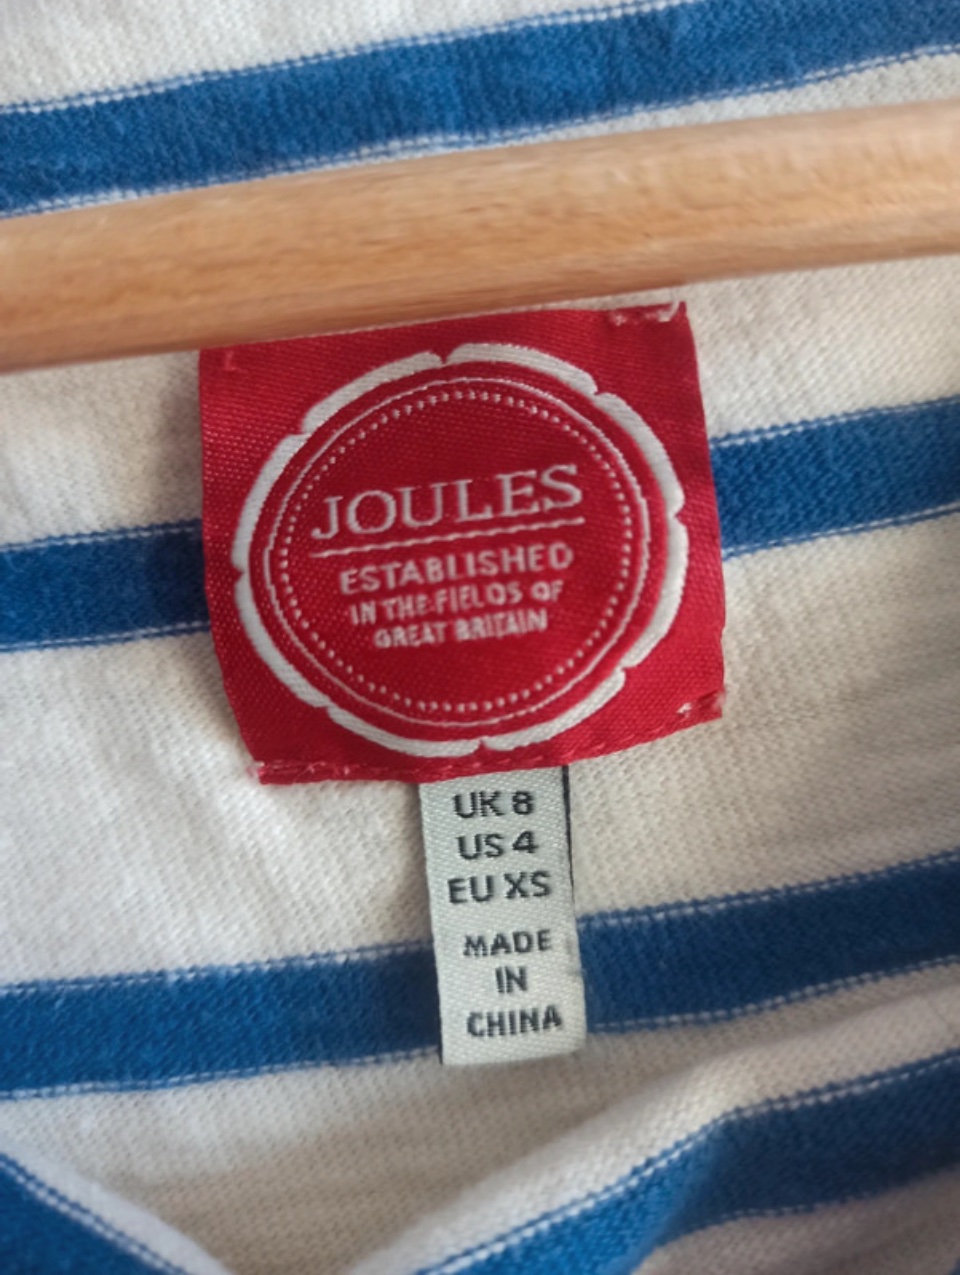 JOULES
ESTABLISHED
IN THE FIELDS OF
GREAT BRITAIN
UK 8
US 4
EU XS
MADE
IN
CHINA